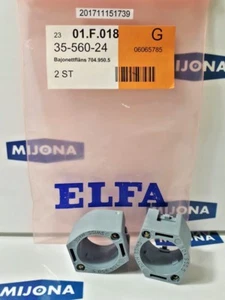 201711151739
23 01.F.018 G
35-560-24 06065785
Bajonettfläns 704.950.5
2 ST
MIJONA
MIJONA
ELFA
MIJONA
MIJONA